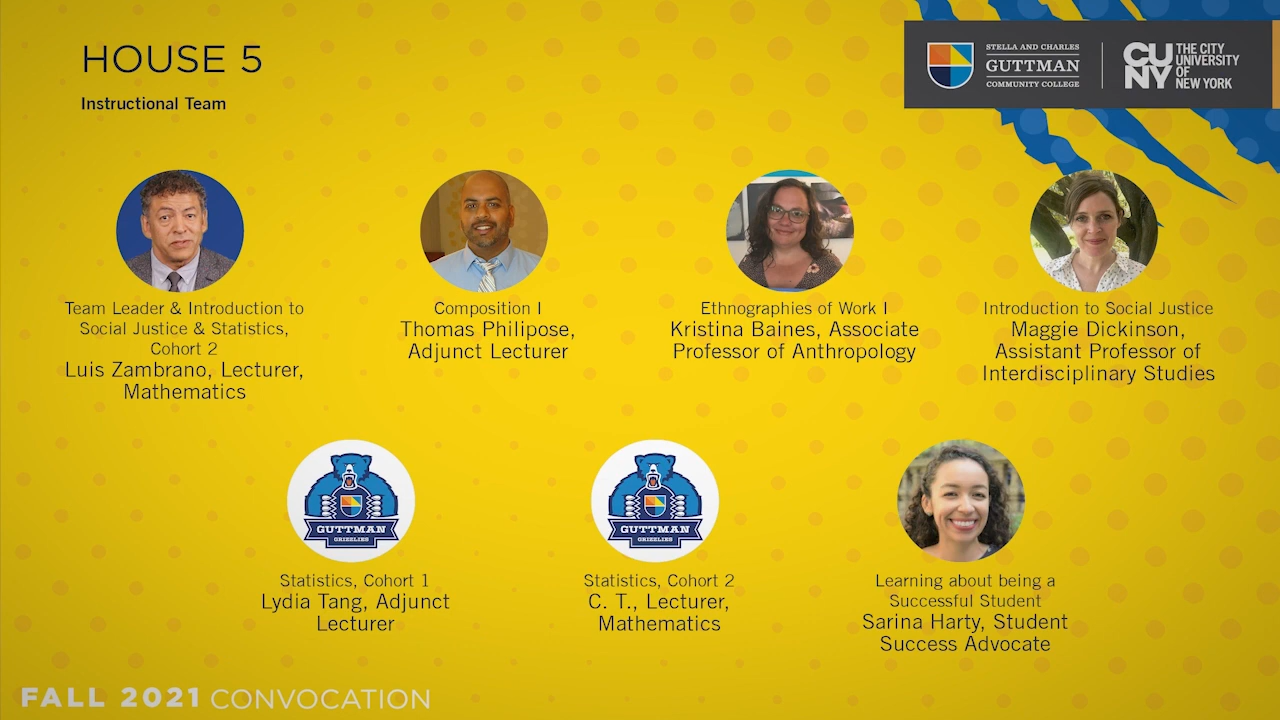 HOUSE 5
Instructional Team
STELLA AND CHARLES
GUTTMAN
COMMUNITY COLLEGE
CUNY
THE CITY
UNIVERSITY
OF
NEW YORK
Team Leader & Introduction to
Social Justice & Statistics,
Cohort 2
Luis Zambrano, Lecturer,
Mathematics
Composition I
Thomas Philipose,
Adjunct Lecturer
Ethnographies of Work I
Kristina Baines, Associate
Professor of Anthropology
Introduction to Social Justice
Maggie Dickinson,
Assistant Professor of
Interdisciplinary Studies
GUTTMAN
GRIZZLIES
Statistics, Cohort 1
Lydia Tang, Adjunct
Lecturer
GUTTMAN
GRIZZLIES
Statistics, Cohort 2
C. T., Lecturer,
Mathematics
Learning about being a
Successful Student
Sarina Harty, Student
Success Advocate
FALL 2021 CONVOCATION